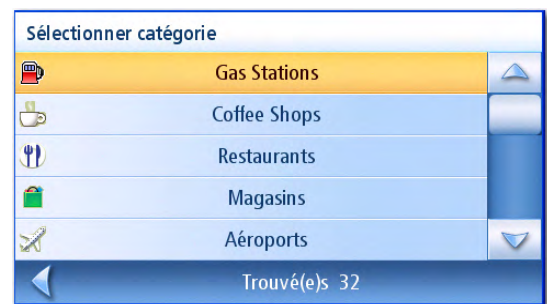 Sélectionner catégorie
Gas Stations
Coffee Shops
Restaurants
Magasins
Aéroports
Trouvé(e)s 32